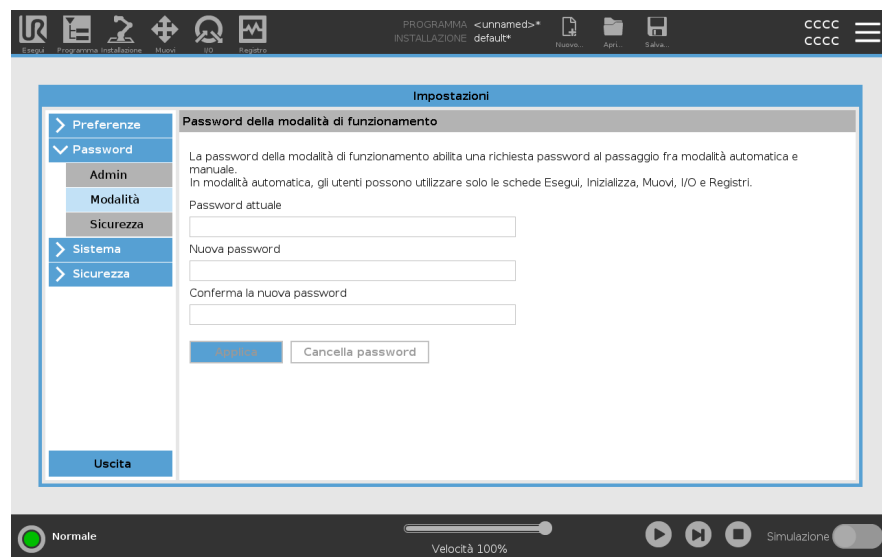 PROGRAMMA <unnamed>*
INSTALLAZIONE default*
CCCC
CCCC
Esegui Programma Installazione Muovi I/O Registro Nuovo... Apri... Salva...
Impostazioni
Preferenze
Password
Admin
Modalità
Sicurezza
Sistema
Sicurezza
Uscita
Password della modalità di funzionamento
La password della modalità di funzionamento abilita una richiesta password al passaggio fra modalità automatica e
manuale.
In modalità automatica, gli utenti possono utilizzare solo le schede Esegui, Inizializza, Muovi, I/O e Registri.
Password attuale
Nuova password
Conferma la nuova password
Applica Cancella password
Normale
Velocità 100%
Simulazione